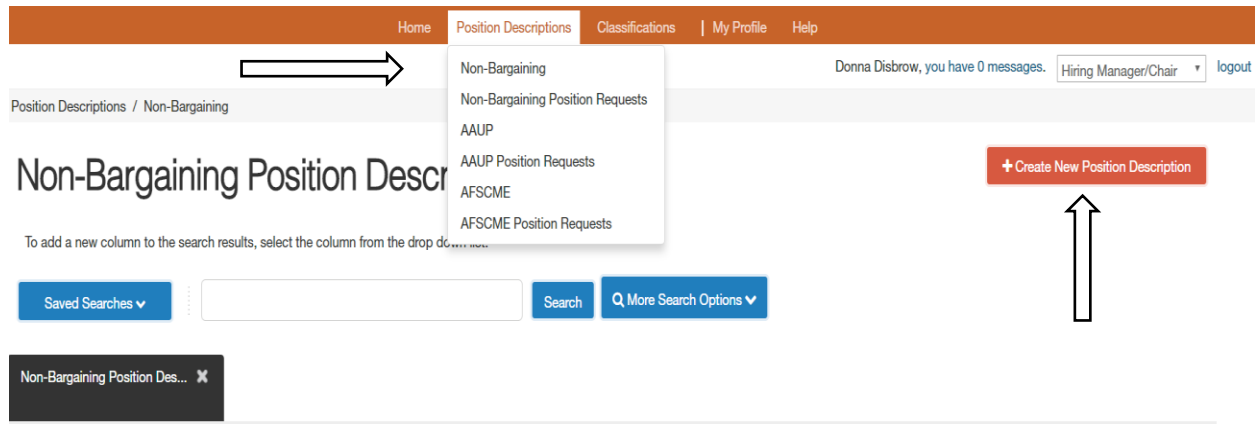 Home Position Descriptions Classifications | My Profile Help
Donna Disbrow, you have 0 messages. Hiring Manager/Chair logout
Non-Bargaining
Non-Bargaining Position Requests
AAUP
AAUP Position Requests
AFSCME
AFSCME Position Requests
Position Descriptions / Non-Bargaining
Non-Bargaining Position Descr
+ Create New Position Description
To add a new column to the search results, select the column from the drop down list.
Saved Searches Search More Search Options
Non-Bargaining Position Des... ✖